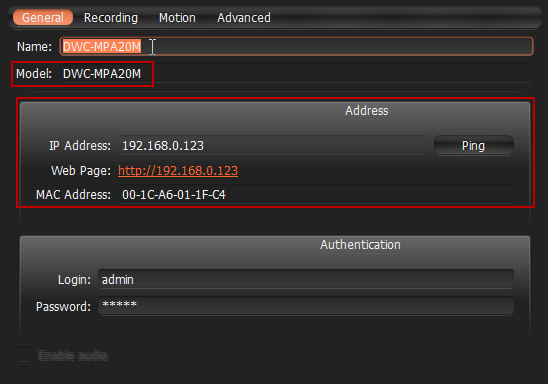 General Recording Motion Advanced
Name: DWC-MPA20M
Model: DWC-MPA20M
Address
IP Address: 192.168.0.123 Ping
Web Page: http://192.168.0.123
MAC Address: 00-1C-A6-01-1F-C4
Authentication
Login: admin
Password: *****
Enable audio